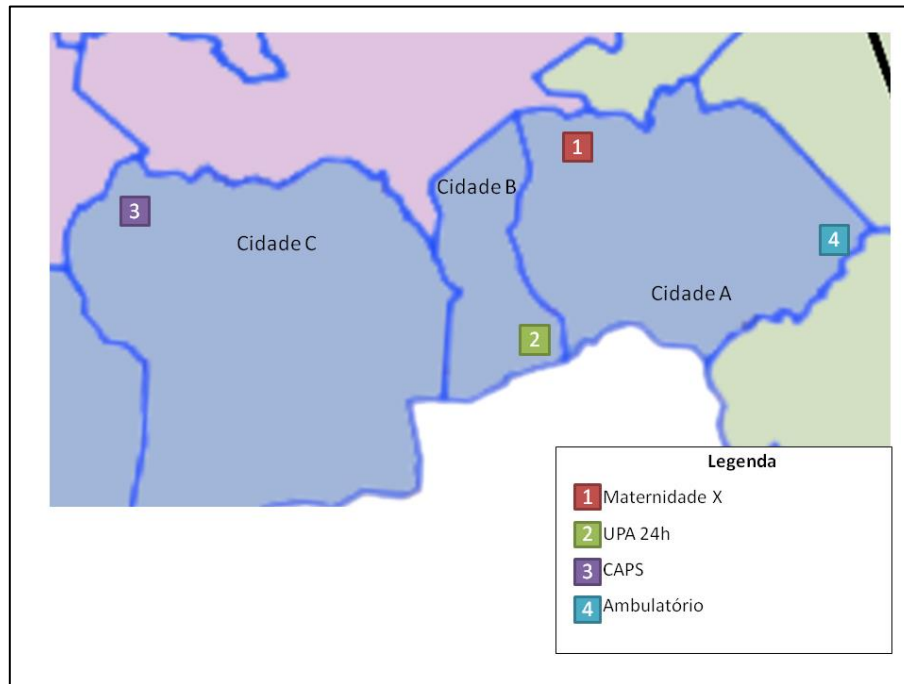 1
Cidade B
3
Cidade C
4
Cidade A
2
Legenda
1 Maternidade X
2 UPA 24h
3 CAPS
4 Ambulatório